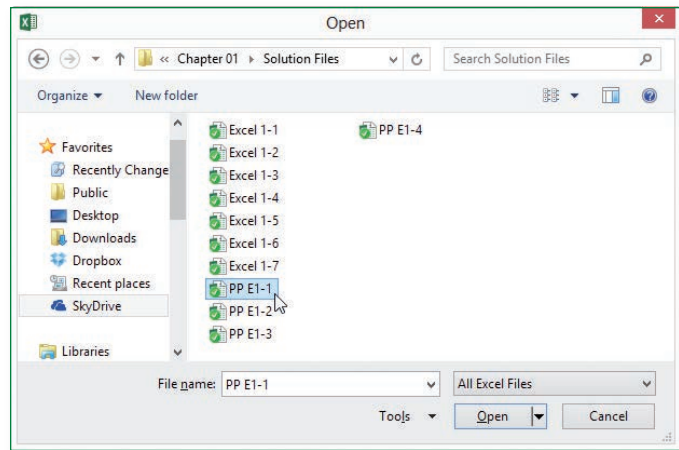 Open
« Chapter 01 ▸ Solution Files
Search Solution Files
Organize
New folder
Favorites
Recently Change
Public
Desktop
Downloads
Dropbox
Recent places
SkyDrive
Libraries
Excel 1-1
Excel 1-2
Excel 1-3
Excel 1-4
Excel 1-5
Excel 1-6
Excel 1-7
PP E1-1
PP E1-2
PP E1-3
PP E1-4
File name: PP E1-1
All Excel Files
Tools
Open
Cancel